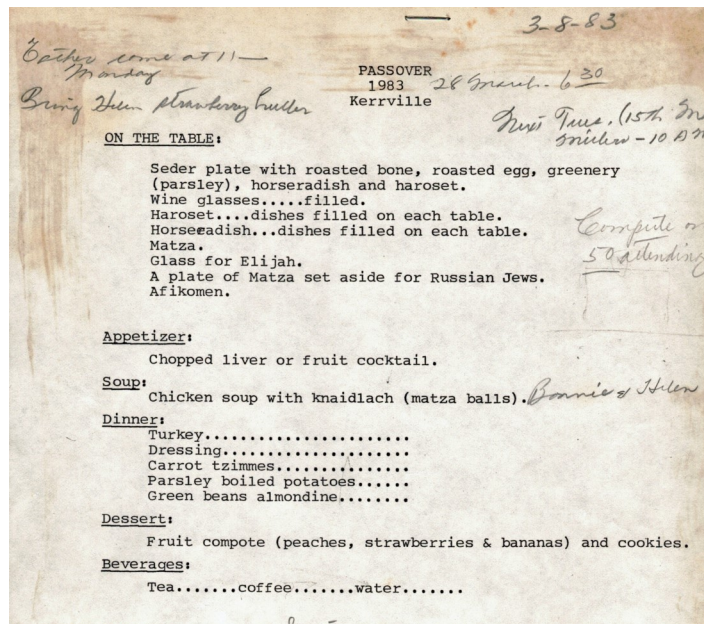 3-8-83
Gather come at 11—
Monday
Bring Helen strawberry huller
PASSOVER
1983 28 March - 6 30
Kerrville
Next Tues. (15th
- 10 A
ON THE TABLE:
Seder plate with roasted bone, roasted egg, greenery
(parsley), horseradish and haroset.
Wine glasses.....filled.
Haroset....dishes filled on each table.
Horseradish...dishes filled on each table.
Matza.
Glass for Elijah.
A plate of Matza set aside for Russian Jews.
Afikomen.
Compute on
50 attending
Appetizer:
Chopped liver or fruit cocktail.
Soup:
Chicken soup with knaidlach (matza balls). Bonnie & Helen
Dinner:
Turkey.......................
Dressing.....................
Carrot tzimmes...............
Parsley boiled potatoes......
Green beans almondine........
Dessert:
Fruit compote (peaches, strawberries & bananas) and cookies.
Beverages:
Tea.......coffee.......water.......